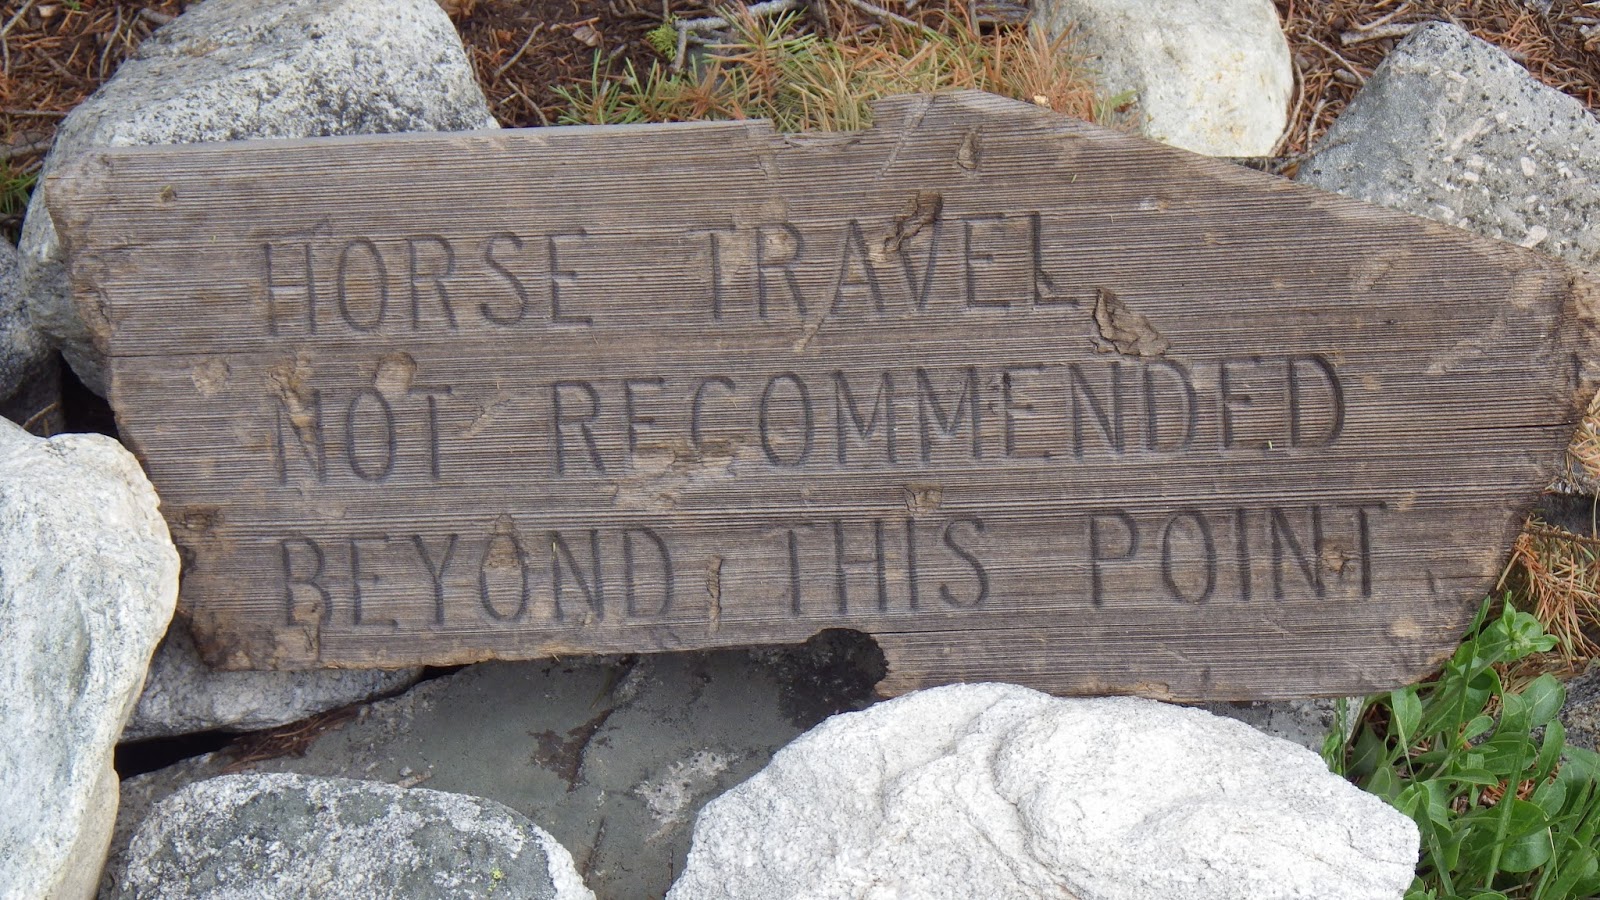 HORSE TRAVEL
NOT RECOMMENDED
BEYOND THIS POINT